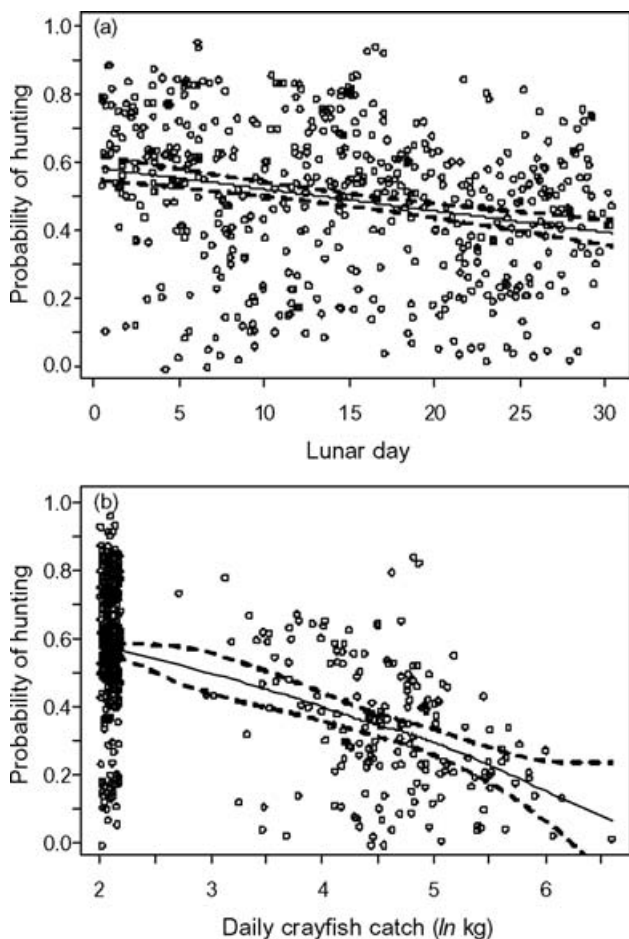 (a)
Probability of hunting
1.0
0.8
0.6
0.4
0.2
0.0
0 5 10 15 20 25 30
Lunar day
(b)
Probability of hunting
1.0
0.8
0.6
0.4
0.2
0.0
2 3 4 5 6
Daily crayfish catch (ln kg)